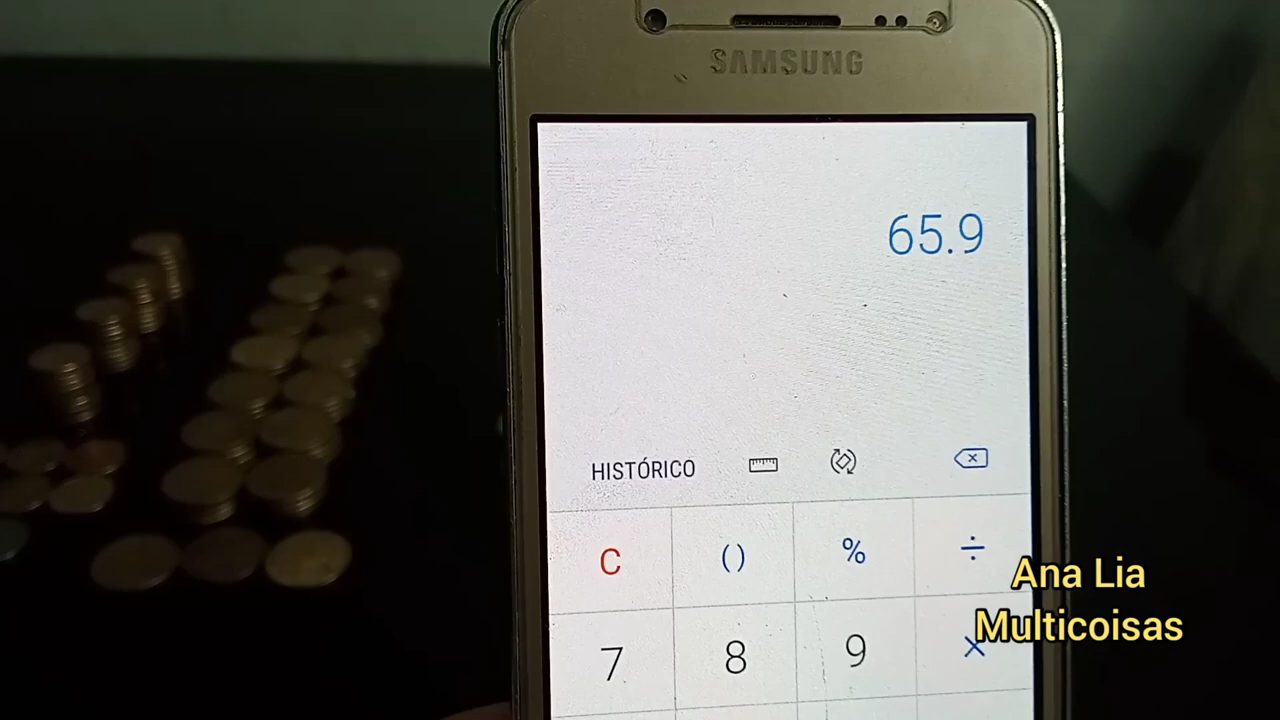 SAMSUNG
65.9
HISTÓRICO
C
()
%
÷
7
8
9
×
Ana Lia
Multicoisas